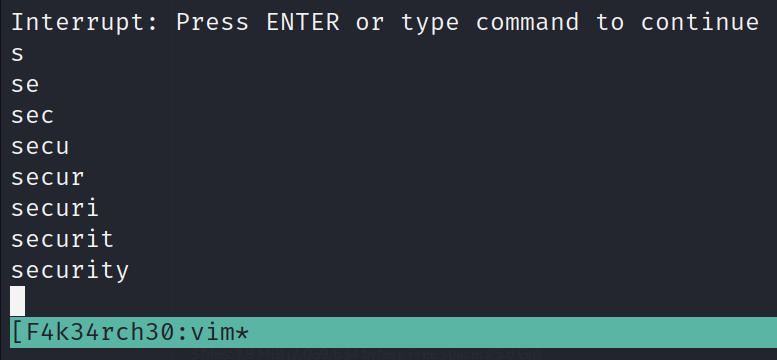 Interrupt: Press ENTER or type command to continue
s
se
sec
secu
secur
securi
securit
security
[F4k34rch30:vim*